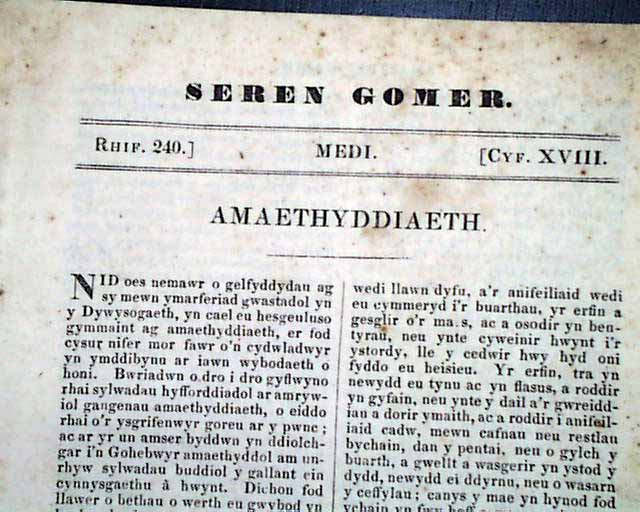 SEREN GOMER.
RHIF. 240.] MEDI. [CYF. XVIII.
AMAETHYDDIAETH.
NID oes nemawr o gelfyddydau ag
sy mewn ymarferiad gwastadol yn
y Dywysogaeth, yn cael eu hesgeuluso
gymmaint ag amaethyddiaeth, er fod
cysur nifer mor fawr o'n cydwladwyr
yn ymddibynu ar iawn wybodaeth o
honi. Bwriadwn o dro i dro gyflwyno
rhai sylwadau hyfforddiadol ar amryw-
iol gangenau amaethyddiaeth, o eiddo
rhai o'r ysgrifenwyr goreu ar y pwnc;
ac ar yr un amser byddwn yn ddiolch-
gar i'n Gohebwyr amaethyddol am un-
rhyw sylwadau buddiol y gallant ein
cynnysgaethu â hwynt. Dichon fod
llawer o bethau o werth eu gwybod yn
wedi llawn dyfu, a'r anifeiliaid wedi
eu cymmeryd i'r buarthau, yr erfin a
gesglir o'r ma.s, ac a osodir yn ben-
tyrau, neu ynte cyweinir hwynt i'r
ystordy, lle y cedwir hwy hyd oni
fyddo eu heisieu. Yr erfin, tra yn
newydd eu tynu ac yn flasus, a roddir
yn gyfain, neu ynte y dail a'r gwreidd-
iau a dorir ymaith, ac a roddir i anifeil-
iaid cadw, mewn cafnau neu restlau
bychain, dan y pentai, neu o gylch y
buarth, a gwellt a wasgerir yn ystod y
dydd, newydd ei ddyrnu, neu o wasarn
y ceffylau; canys y mae yn hynod fod
ychain yn fwy hoff